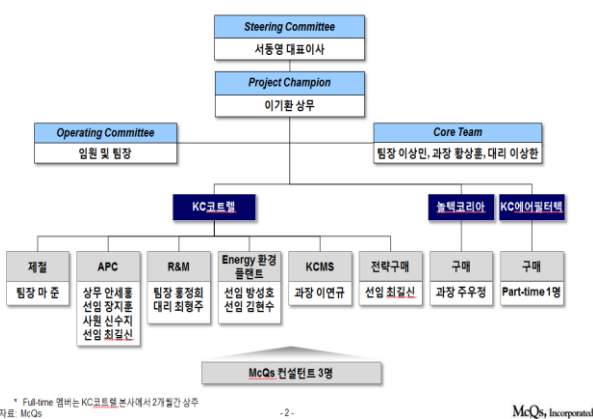 Steering Committee
서동영 대표이사
Project Champion
이기환 상무
Operating Committee
임원 및 팀장
Core Team
팀장 이상민, 과장 황상훈, 대리 이상한
KC코트렐
놀텍코리아
KC에어필터텍
제철
팀장 마 준
APC
상무 안세홍
선임 장지훈
사원 신수지
선임 최길신
R&M
팀장 홍정희
대리 최형주
Energy 환경
플랜트
선임 방성호
선임 김현수
KCMS
과장 이연규
전략구매
선임 최길신
구매
과장 주우정
구매
Part-time 1명
McQs 컨설턴트 3명
* Full-time 멤버는 KC코트렐 본사에서 2개월간 상주
자료: McQs
- 2 -
McQs, Incorporated